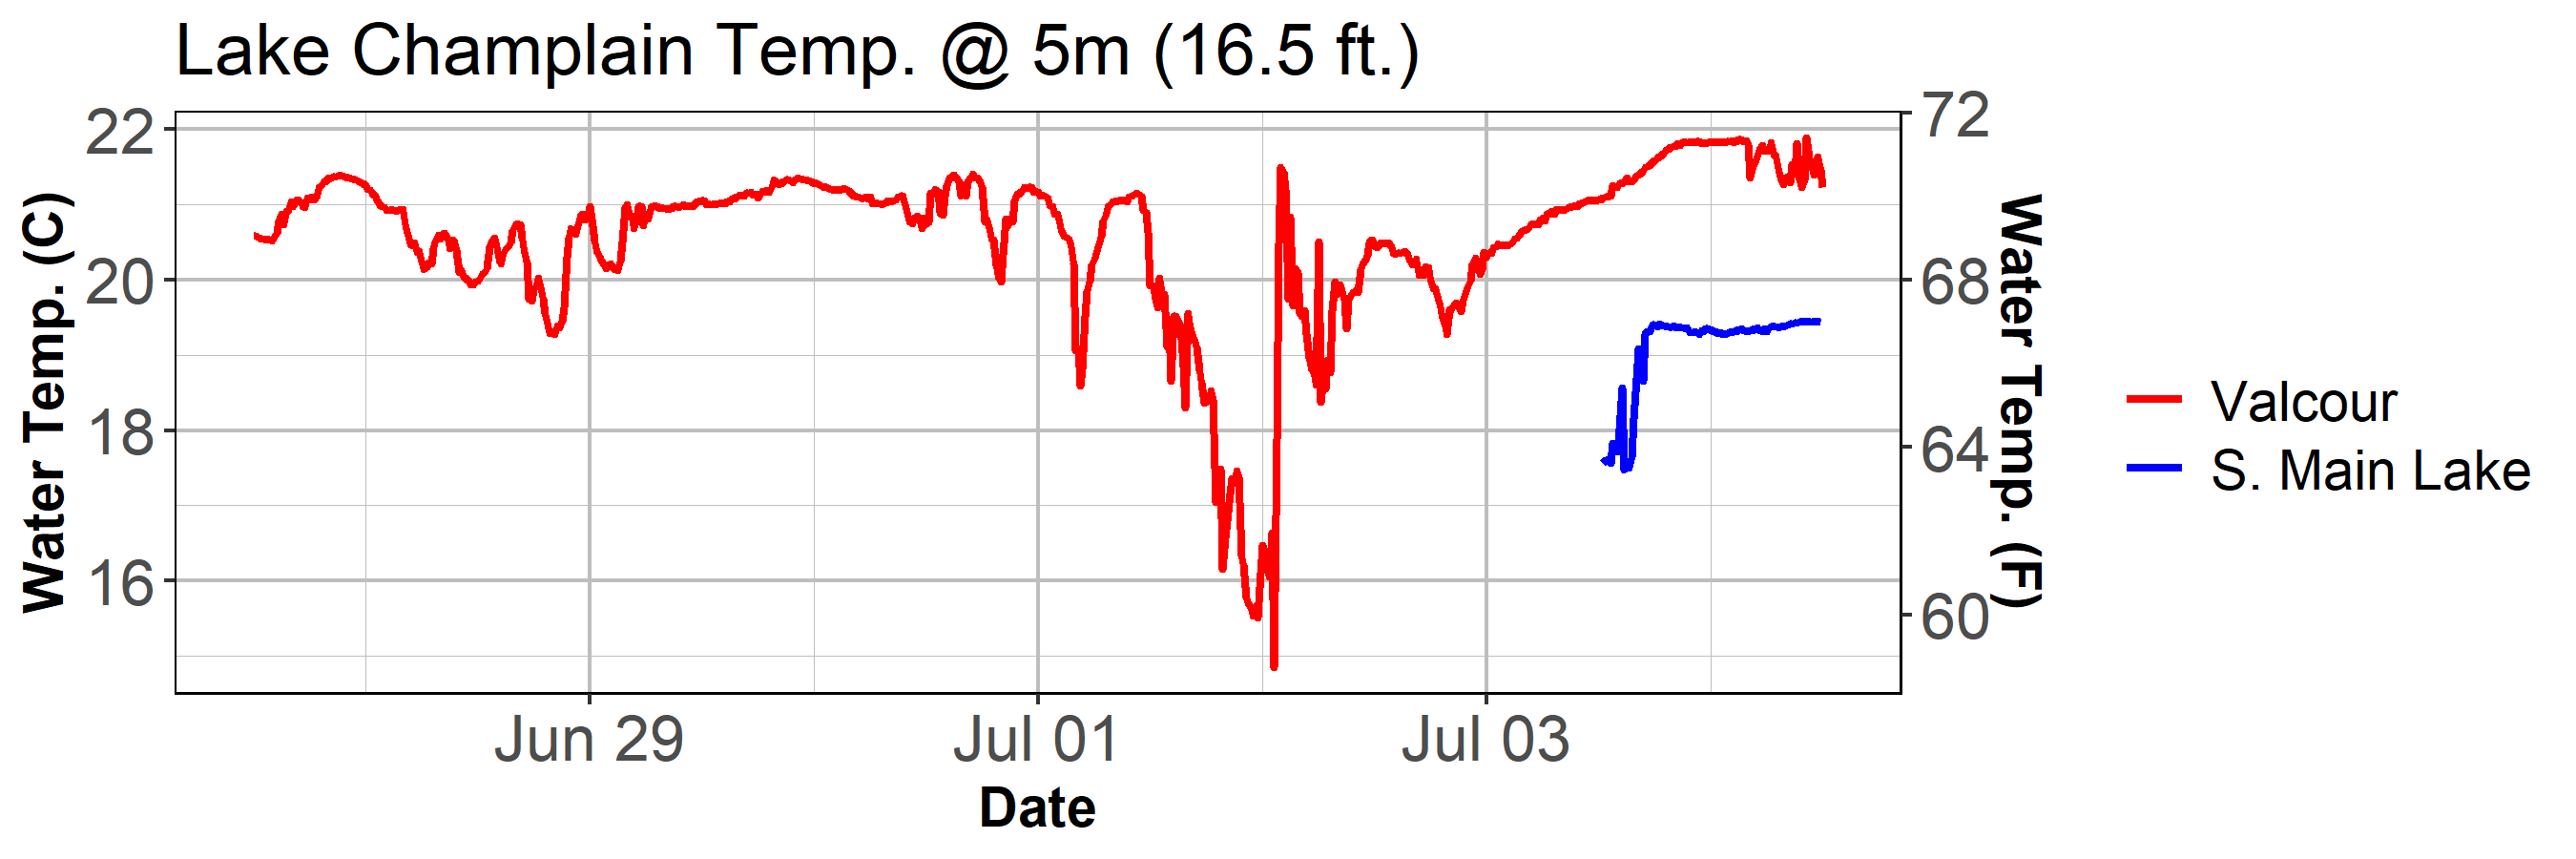 Lake Champlain Temp. @ 5m (16.5 ft.)
Water Temp. (C)
22
20
18
16
72
68
64
60
Water Temp. (F)
Jun 29
Jul 01
Jul 03
Date
Valcour
S. Main Lake